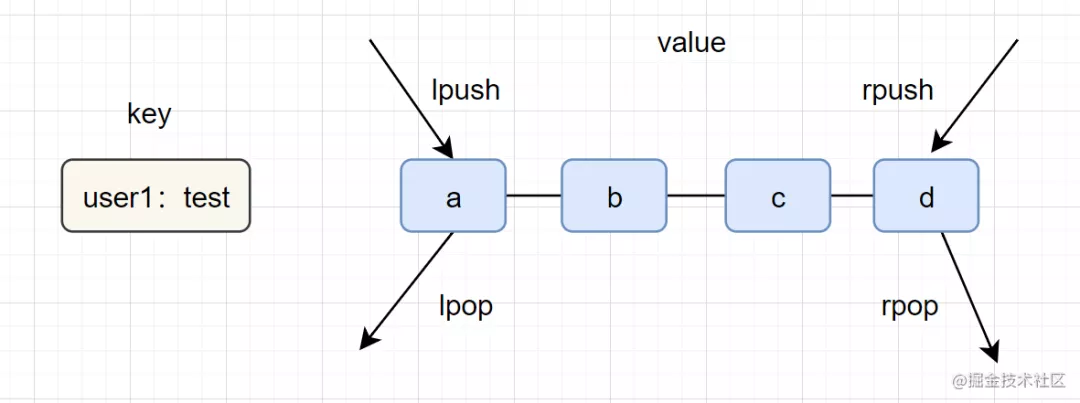 value
lpush
rpush
key
user1：test
a
b
c
d
lpop
rpop
@掘金技术社区